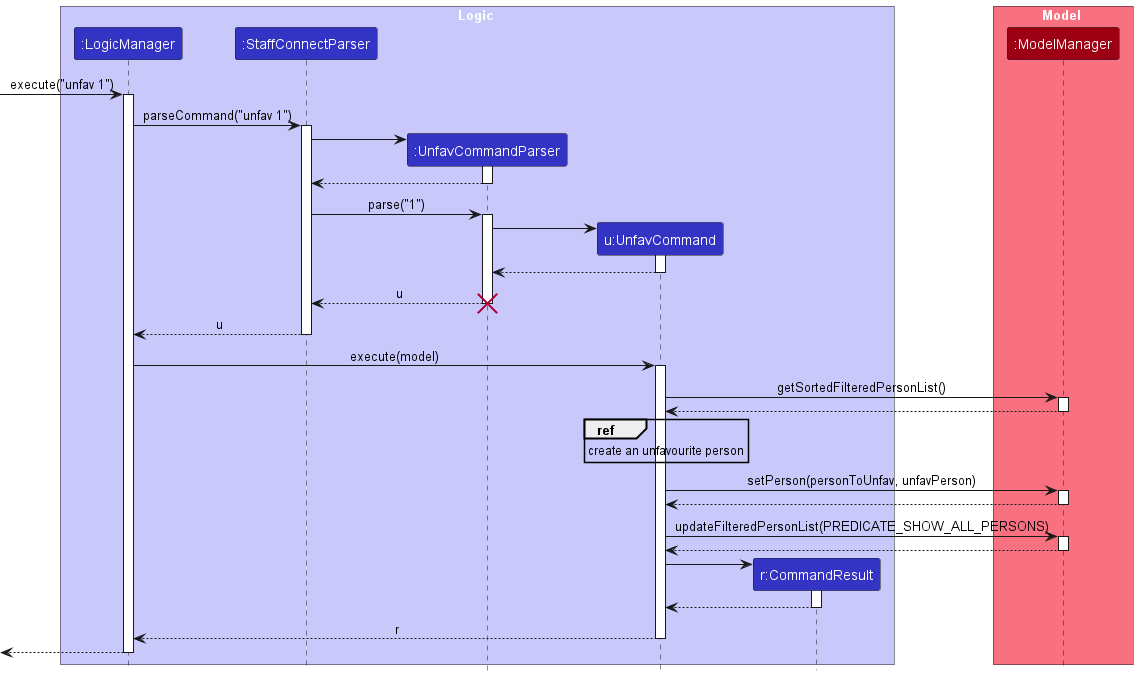 Logic
Model
:LogicManager
:StaffConnectParser
:ModelManager
execute("unfav 1")
parseCommand("unfav 1")
:UnfavCommandParser
parse("1")
u:UnfavCommand
u
u
execute(model)
getSortedFilteredPersonList()
ref
create an unfavourite person
setPerson(personToUnfav, unfavPerson)
updateFilteredPersonList(PREDICATE_SHOW_ALL_PERSONS)
r:CommandResult
r